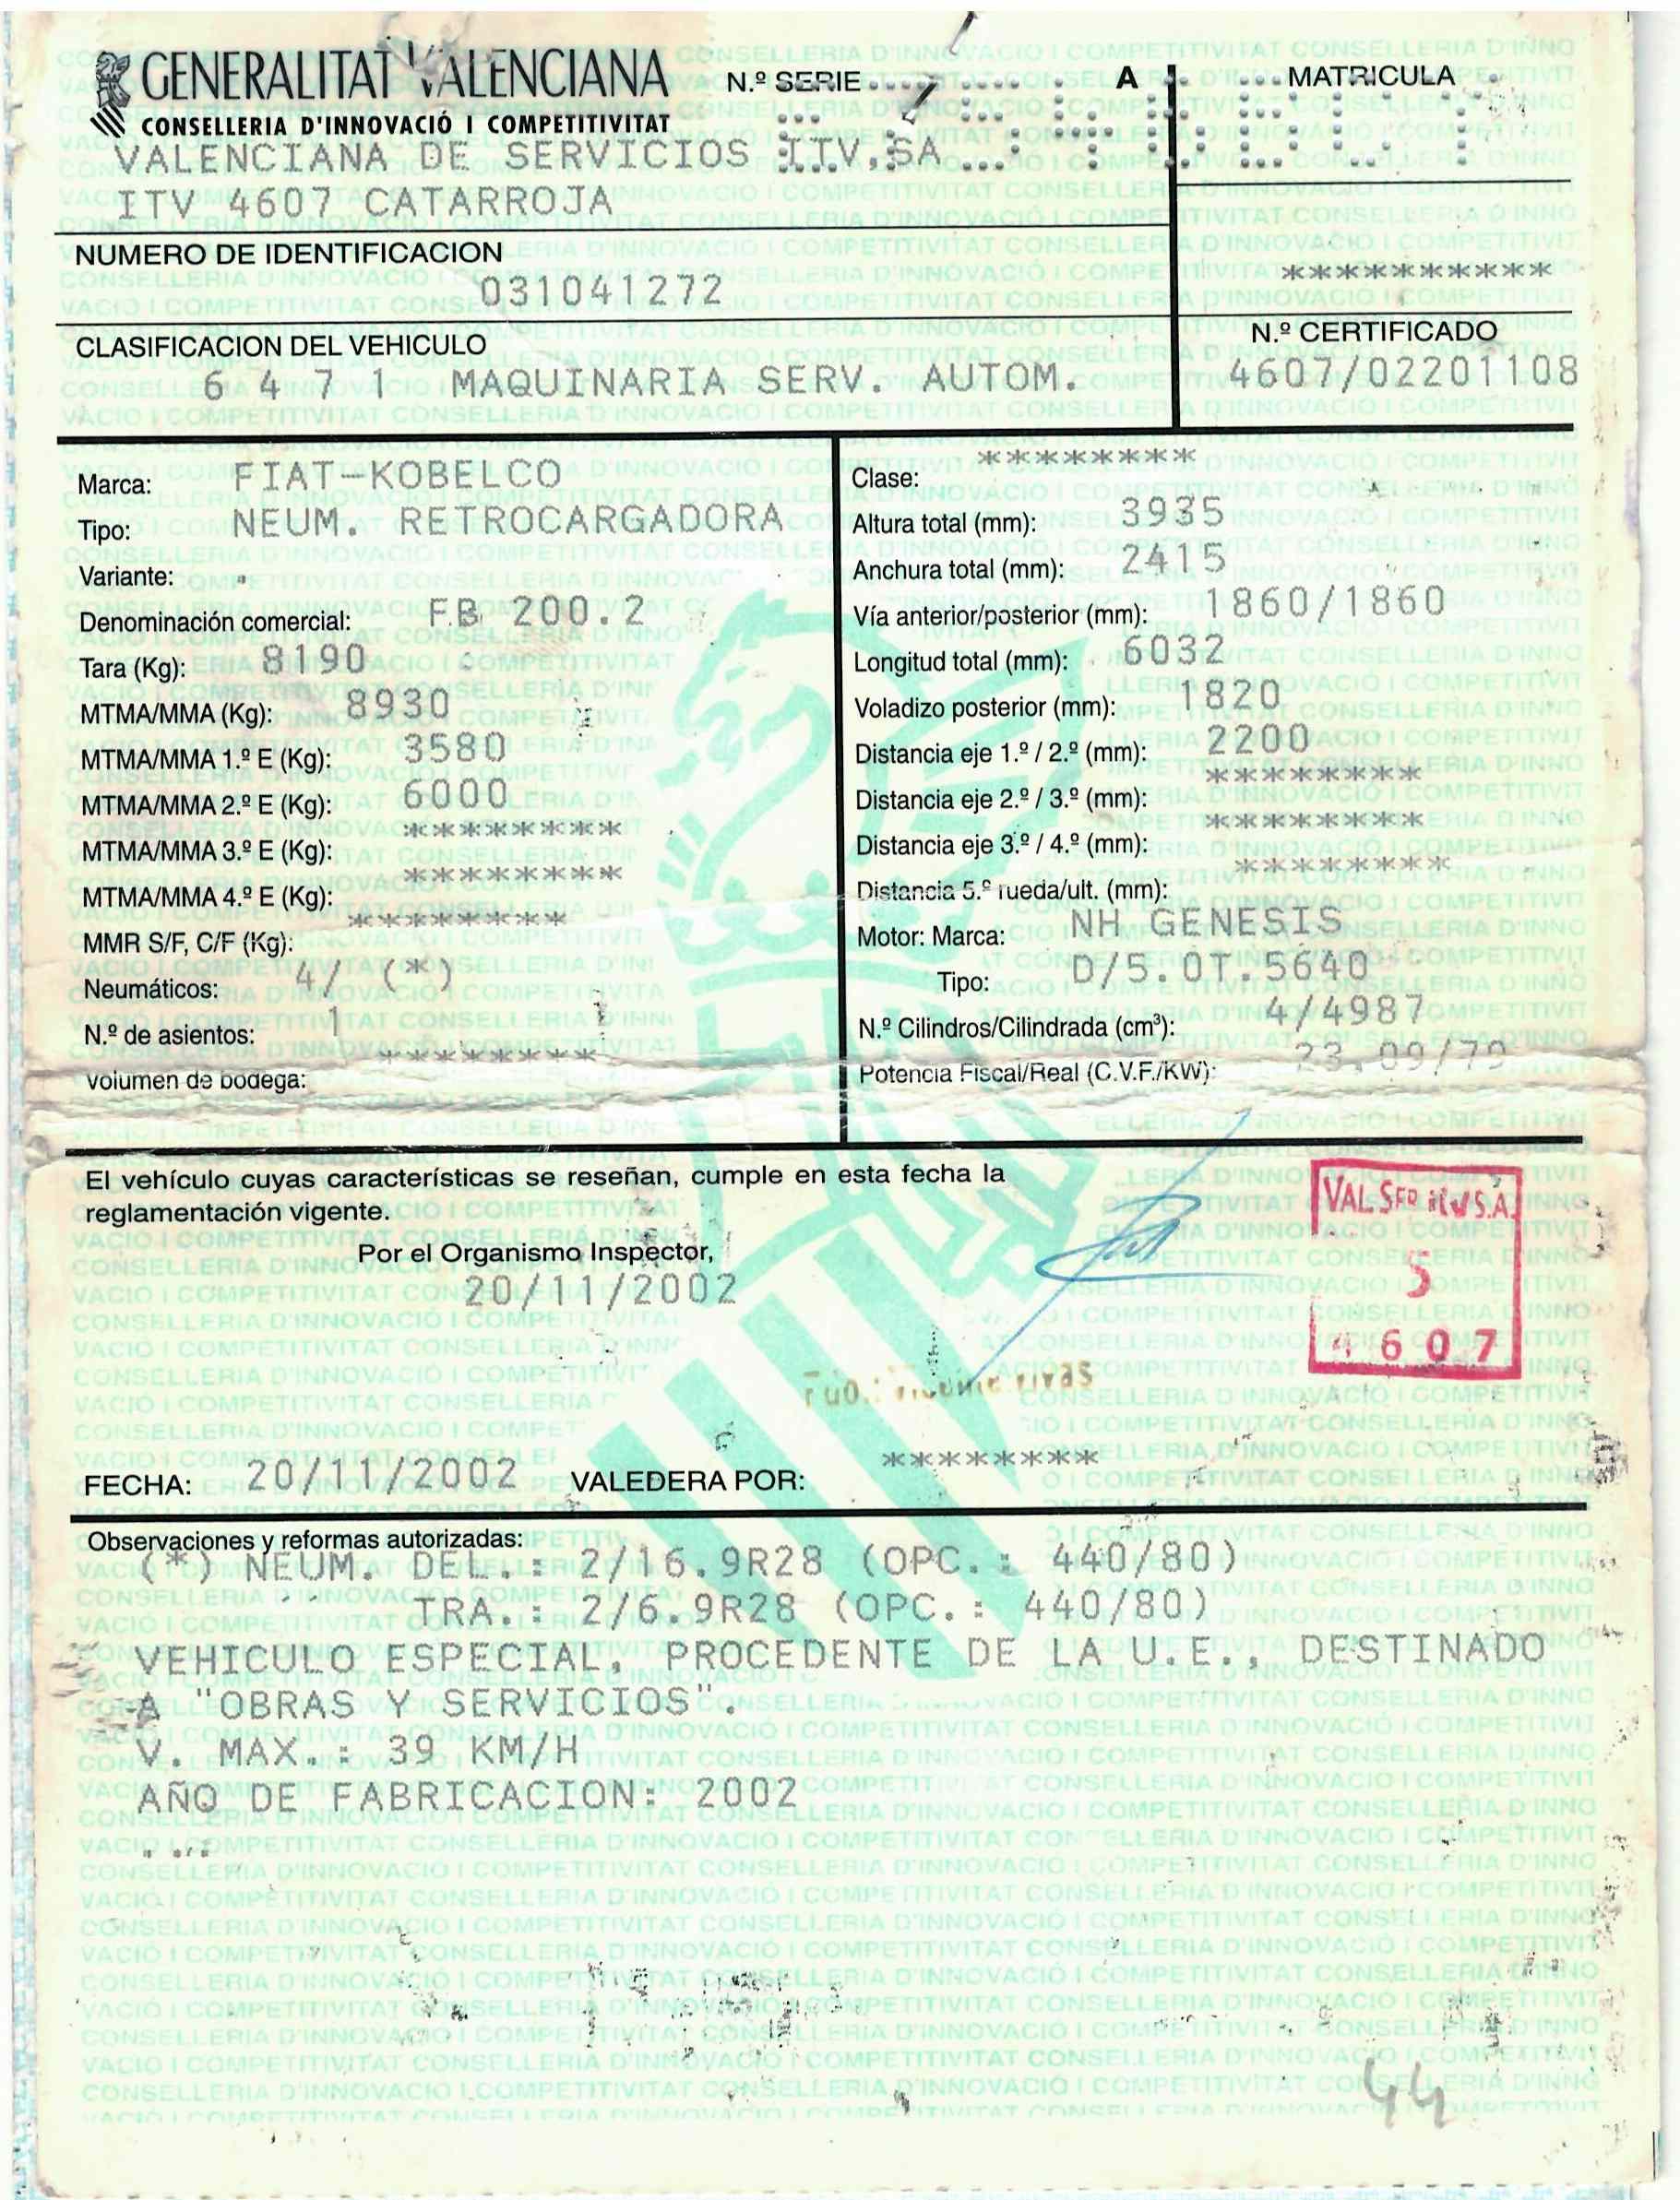 GENERALITAT VALENCIANA
CONSELLERIA D'INNOVACIÓ I COMPETITIVITAT
N.º SERIE A
MATRICULA
VALENCIANA DE SERVICIOS ITV.SA
ITV 4607 CATARROJA
NUMERO DE IDENTIFICACION
031041272
**********
CLASIFICACION DEL VEHICULO
6 4 7 1 MAQUINARIA SERV. AUTOM.
N.º CERTIFICADO
4607/02201108
Marca: FIAT-KOBELCO
Tipo: NEUM. RETROCARGADORA
Variante:
Denominación comercial: F.B. 200.2
Tara (Kg): 8190
MTMA/MMA (Kg): 8930
MTMA/MMA 1.º E (Kg): 3580
MTMA/MMA 2.º E (Kg): 6000
MTMA/MMA 3.º E (Kg): ********
MTMA/MMA 4.º E (Kg): ********
MMR S/F, C/F (Kg): ********
Neumáticos: 4/ (*)
N.º de asientos: 1
Volumen de bodega: ********
Clase: ********
Altura total (mm): 3935
Anchura total (mm): 2415
Vía anterior/posterior (mm): 1860/1860
Longitud total (mm): 6032
Voladizo posterior (mm): 1820
Distancia eje 1.º / 2.º (mm): 2200
Distancia eje 2.º / 3.º (mm): ********
Distancia eje 3.º / 4.º (mm): ********
Distancia 5.º rueda/ult. (mm): ********
Motor: Marca: NH GENESIS
Tipo: D/5.0T.5640
N.º Cilindros/Cilindrada (cm³): 4/4987
Potencia Fiscal/Real (C.V.F./KW): 23.09/79
El vehículo cuyas características se reseñan, cumple en esta fecha la
reglamentación vigente.
Por el Organismo Inspector,
20/11/2002
VAL SER ITV S.A.
5
4607
FECHA: 20/11/2002 VALEDERA POR: ********
Observaciones y reformas autorizadas:
(*) NEUM. DEL.: 2/16.9R28 (OPC.: 440/80)
TRA.: 2/6.9R28 (OPC.: 440/80)
VEHICULO ESPECIAL, PROCEDENTE DE LA U.E., DESTINADO
A "OBRAS Y SERVICIOS".
V. MAX.: 39 KM/H
AÑO DE FABRICACION: 2002
44